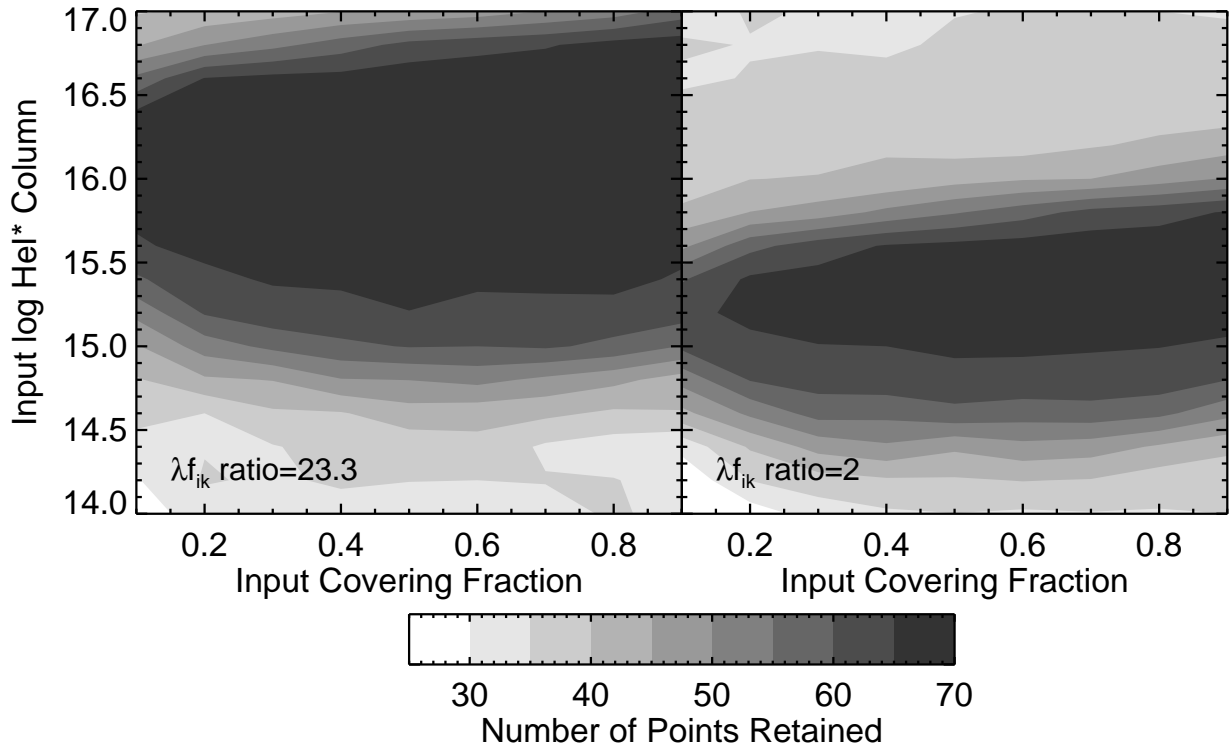 Input log HeI* Column
17.0
16.5
16.0
15.5
15.0
14.5
14.0
λf_ik ratio=23.3
λf_ik ratio=2
0.2 0.4 0.6 0.8
0.2 0.4 0.6 0.8
Input Covering Fraction
Input Covering Fraction
30 40 50 60 70
Number of Points Retained